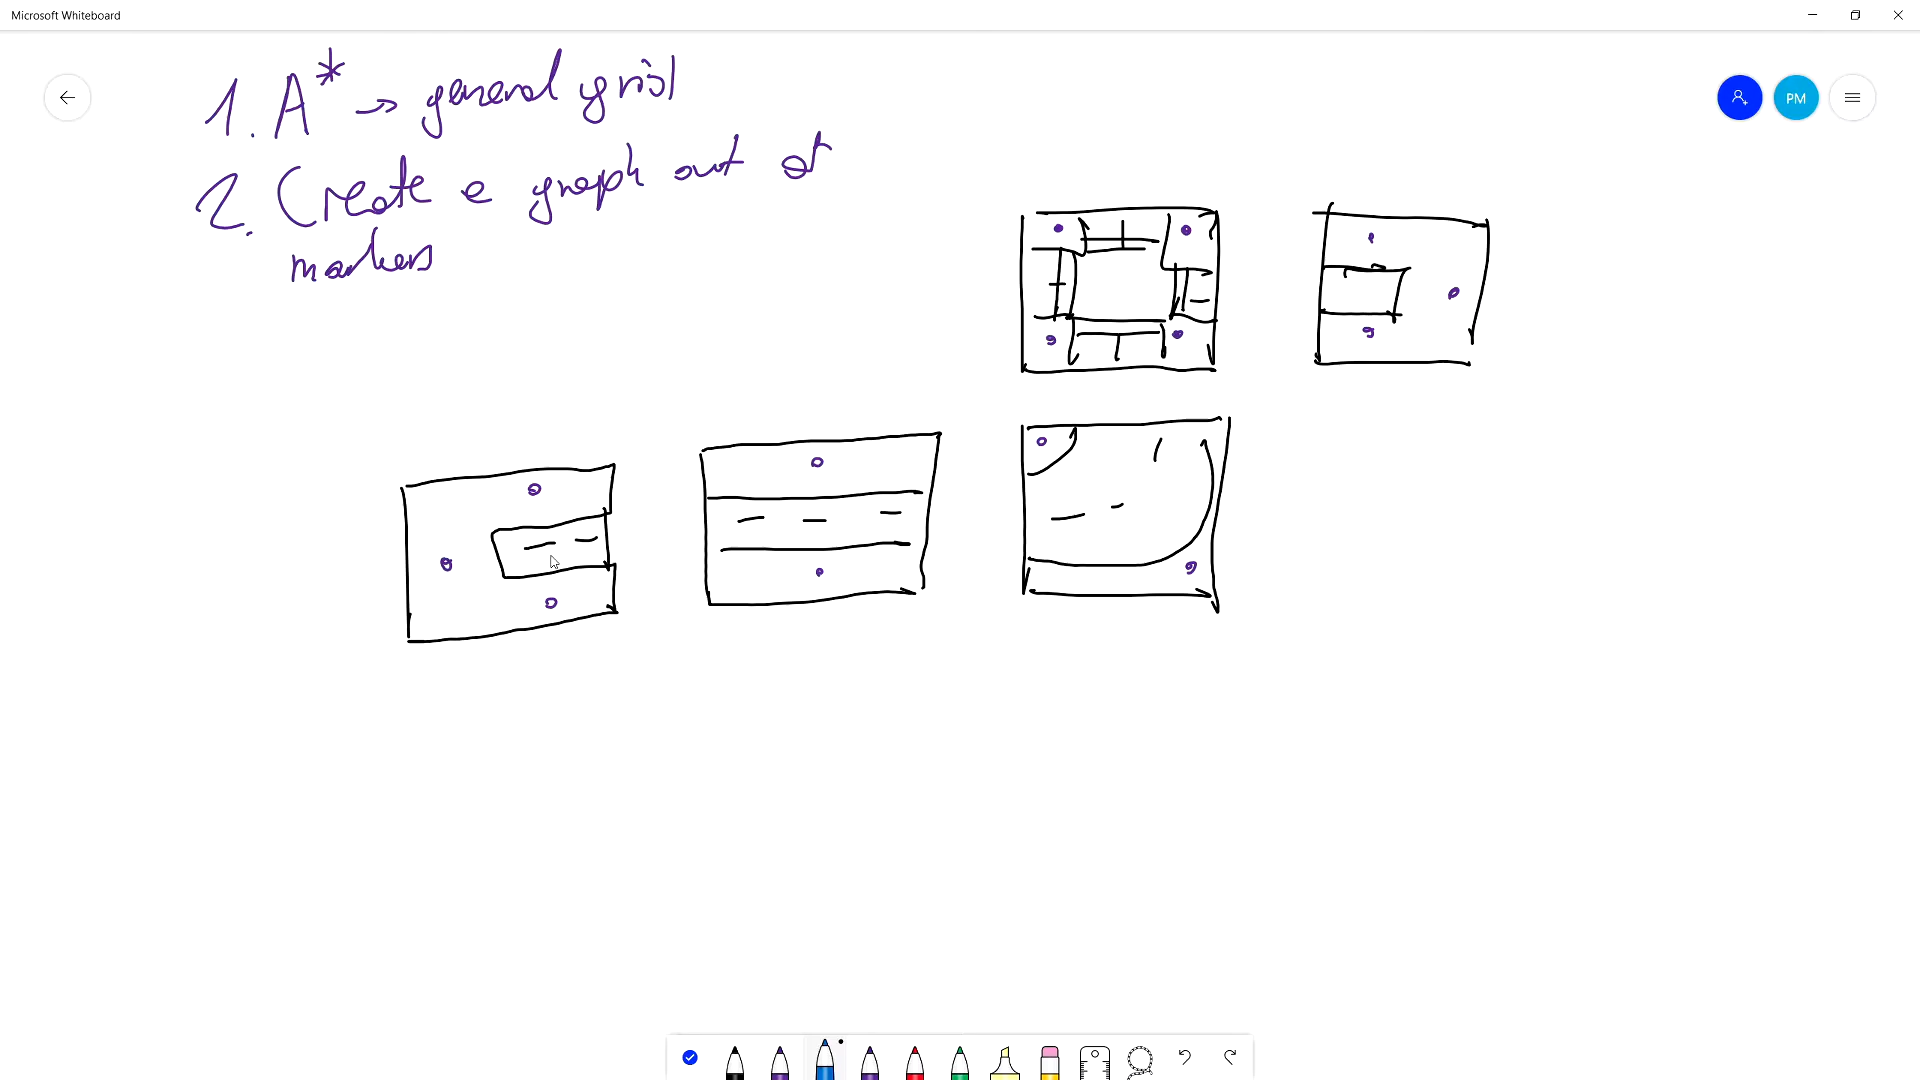 Microsoft Whiteboard
1. A* → general grid
2. Create a graph out of
markers
PM